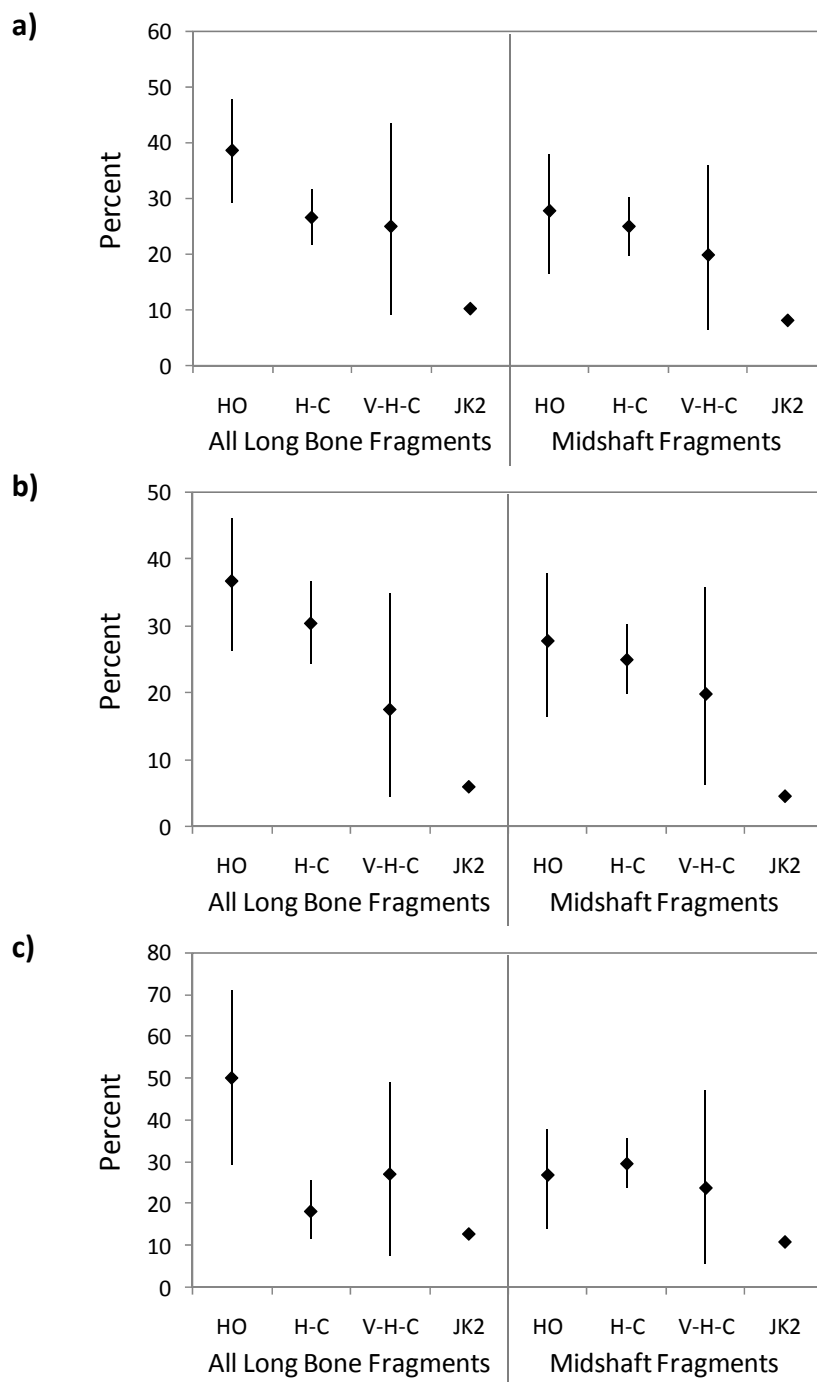 a)
60
50
40
30
20
10
0
Percent
HO H-C V-H-C JK2 HO H-C V-H-C JK2
All Long Bone Fragments Midshaft Fragments
b)
50
40
30
20
10
0
Percent
HO H-C V-H-C JK2 HO H-C V-H-C JK2
All Long Bone Fragments Midshaft Fragments
c)
80
70
60
50
40
30
20
10
0
Percent
HO H-C V-H-C JK2 HO H-C V-H-C JK2
All Long Bone Fragments Midshaft Fragments